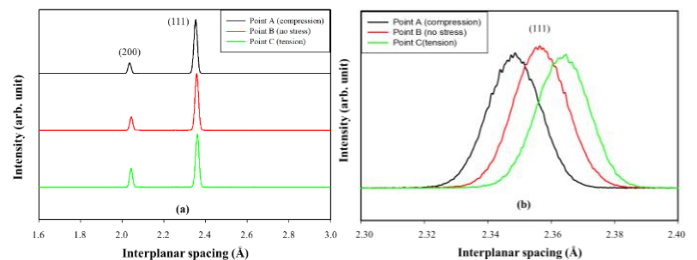 Point A (compression)
Point B (no stress)
Point C (tension)
(111)
(200)
Intensity (arb. unit)
(a)
1.6 1.8 2.0 2.2 2.4 2.6 2.8 3.0
Interplanar spacing (Å)
Point A (compression)
Point B (no stress)
Point C(tension)
(111)
Intensity (arb. unit)
(b)
2.30 2.32 2.34 2.36 2.38 2.40
Interplanar spacing (Å)